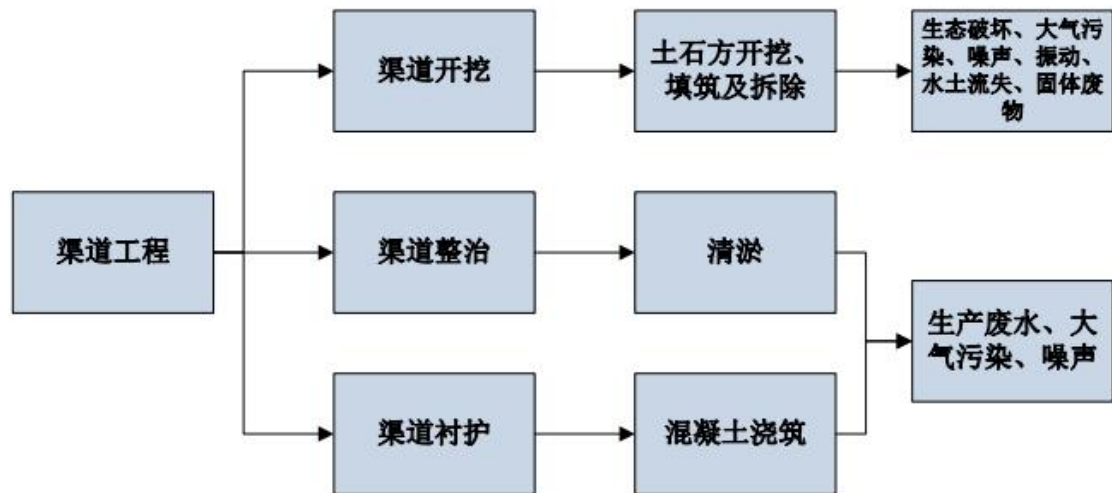 渠道开挖
土石方开挖、
填筑及拆除
生态破坏、大气污
染、噪声、振动、
水土流失、固体废
物
渠道工程
渠道整治
清淤
生产废水、大
气污染、噪声
渠道衬护
混凝土浇筑